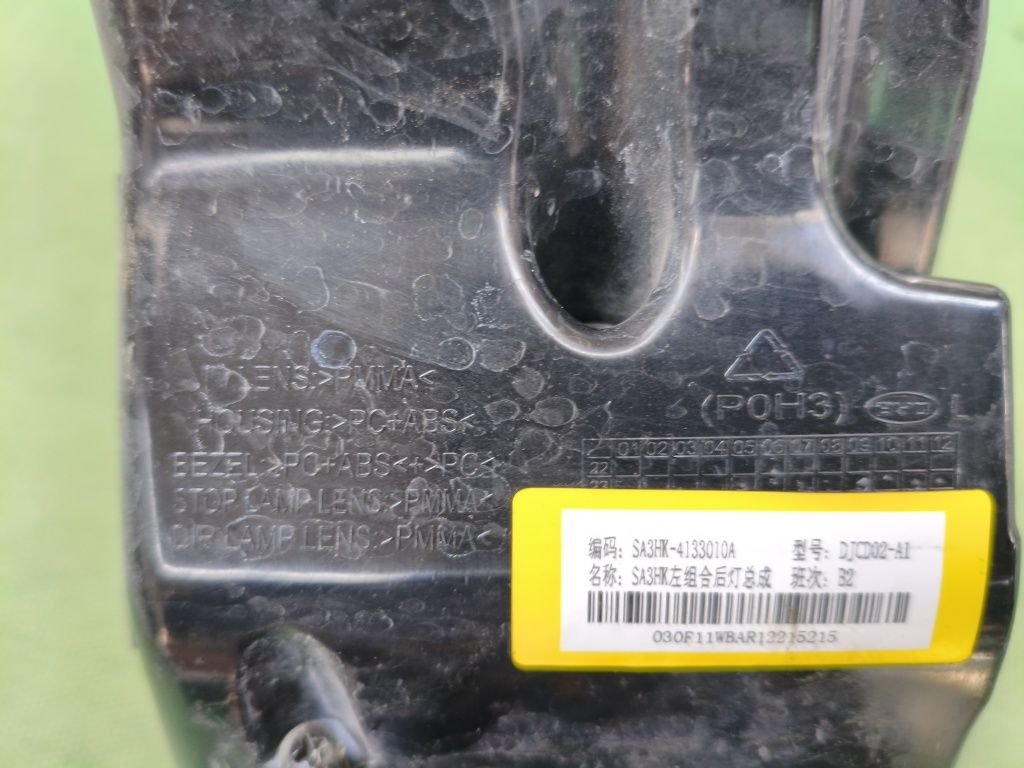 LENS:>PMMA<
HOUSING:>PC+ABS<
BEZEL:>PC+ABS<+>PC<
STOP LAMP LENS:>PMMA<
DIR LAMP LENS:>PMMA<
(P0H3) BYD L
01 02 03 04 05 06 07 08 09 10 11 12
22
23
编码: SA3HK-4133010A 型号: DJCD02-A1
名称: SA3HK左组合后灯总成 班次: B2
030F11WBAR12215215